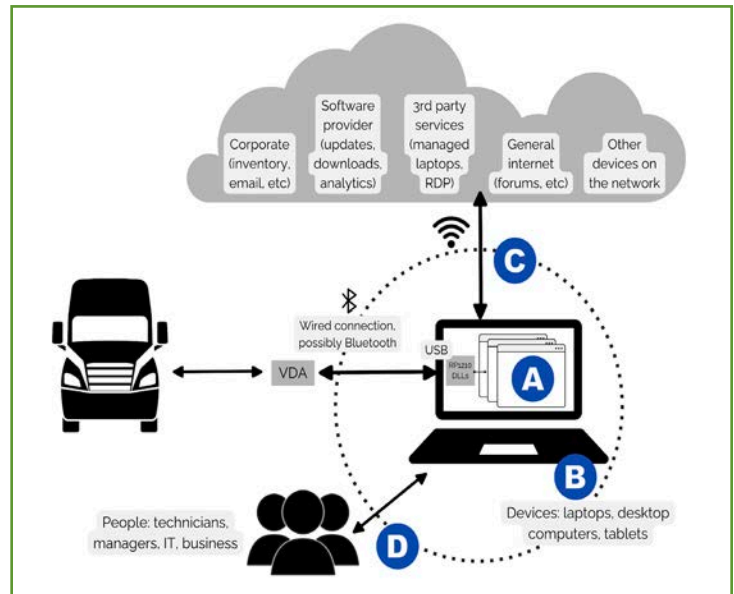 Corporate
(inventory,
email, etc)
Software
provider
(updates,
downloads,
analytics)
3rd party
services
(managed
laptops,
RDP)
General
internet
(forums, etc)
Other
devices on
the network
C
Wired connection,
possibly Bluetooth
USB
VDA
RP1210
DLLs
A
B
Devices: laptops, desktop
computers, tablets
People: technicians,
managers, IT, business
D